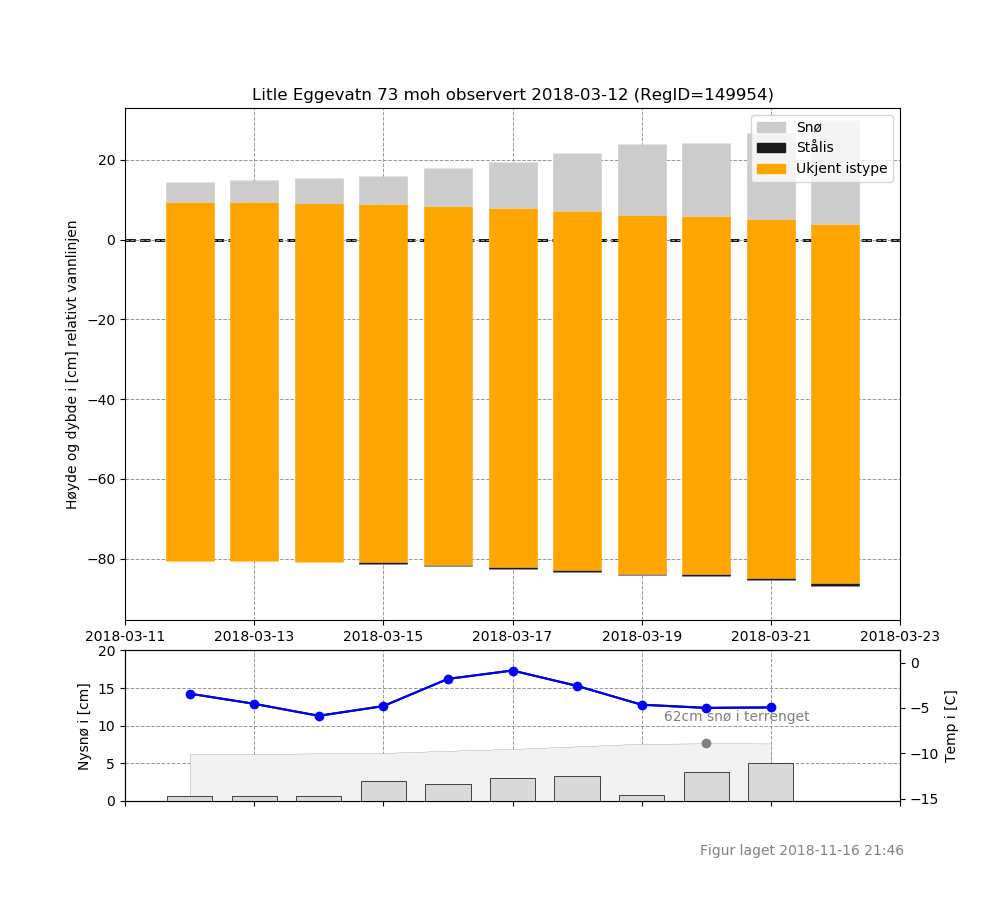 Litle Eggevatn 73 moh observert 2018-03-12 (RegID=149954)
Snø
Stålis
Ukjent istype
Høyde og dybde i [cm] relativt vannlinjen
20
0
−20
−40
−60
−80
2018-03-11 2018-03-13 2018-03-15 2018-03-17 2018-03-19 2018-03-21 2018-03-23
Nysnø i [cm]
20
15
10
5
0
62cm snø i terrenget
0
−5
−10
−15
Temp i [C]
Figur laget 2018-11-16 21:46